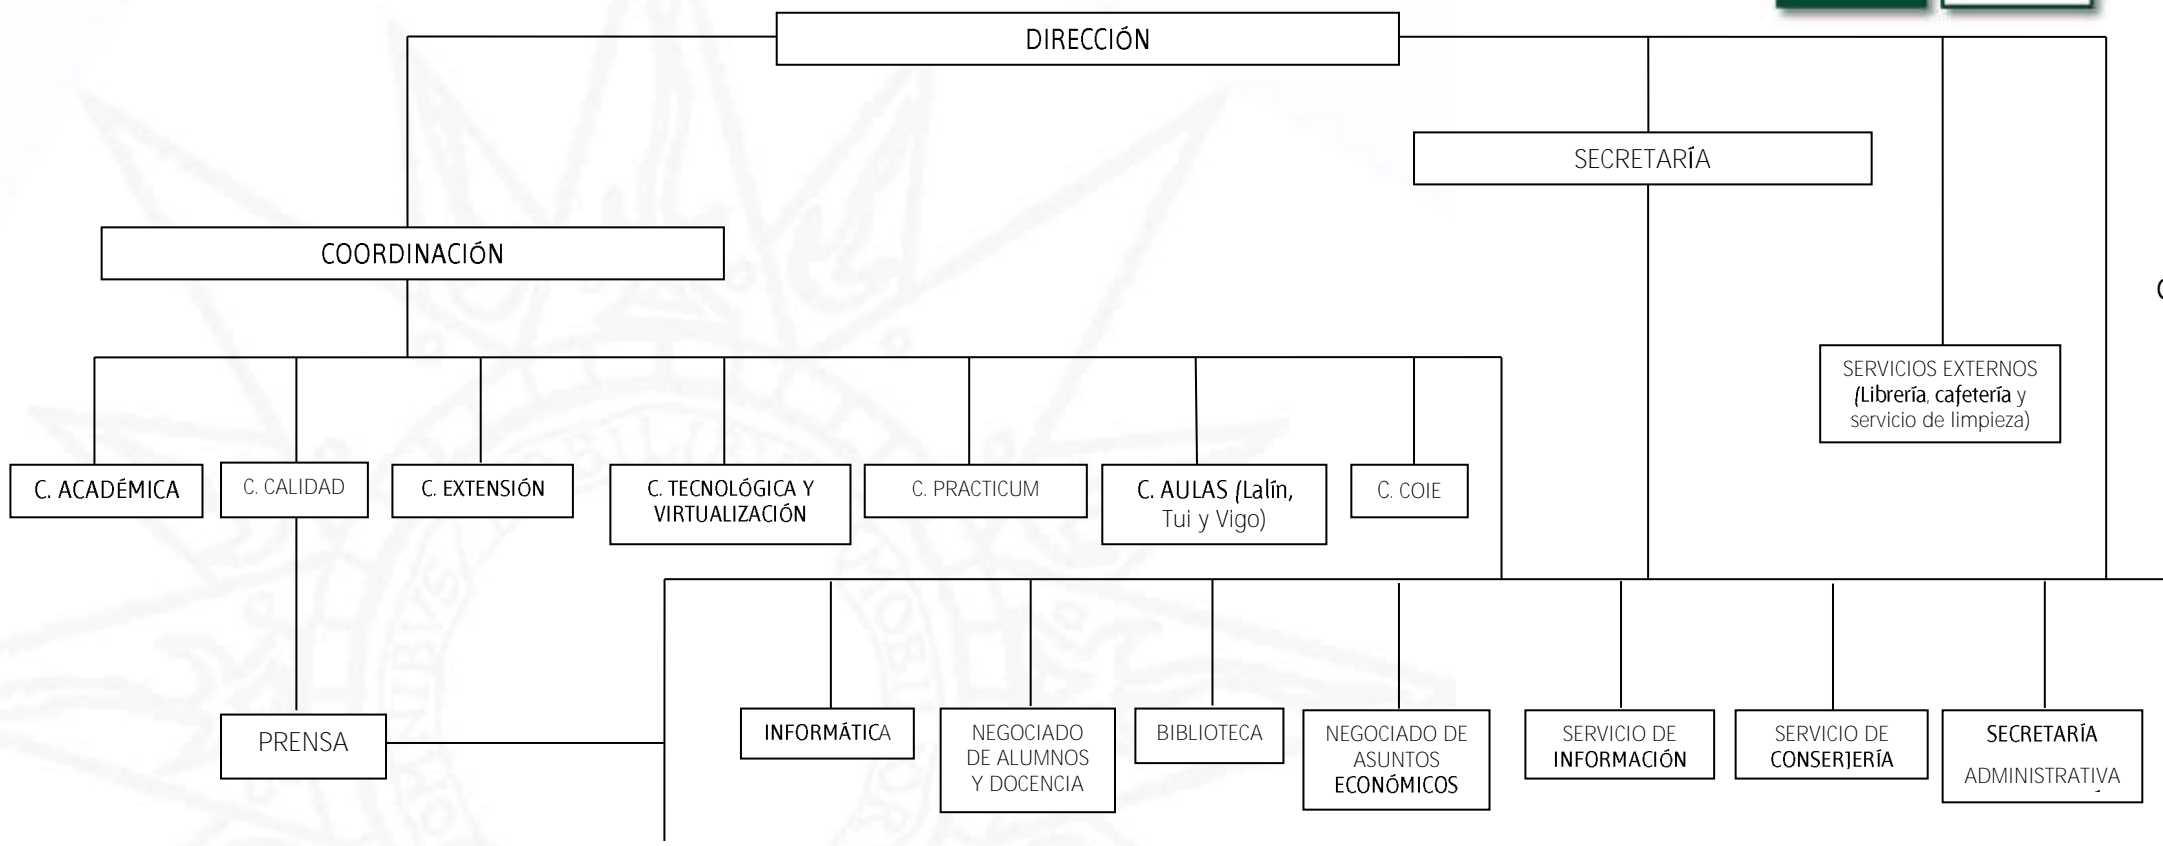 DIRECCIÓN
SECRETARÍA
COORDINACIÓN
SERVICIOS EXTERNOS
(Librería, cafetería y
servicio de limpieza)
C. ACADÉMICA
C. CALIDAD
C. EXTENSIÓN
C. TECNOLÓGICA Y
VIRTUALIZACIÓN
C. PRACTICUM
C. AULAS (Lalín,
Tui y Vigo)
C. COIE
PRENSA
INFORMÁTICA
NEGOCIADO
DE ALUMNOS
Y DOCENCIA
BIBLIOTECA
NEGOCIADO DE
ASUNTOS
ECONÓMICOS
SERVICIO DE
INFORMACIÓN
SERVICIO DE
CONSERJERÍA
SECRETARÍA
ADMINISTRATIVA